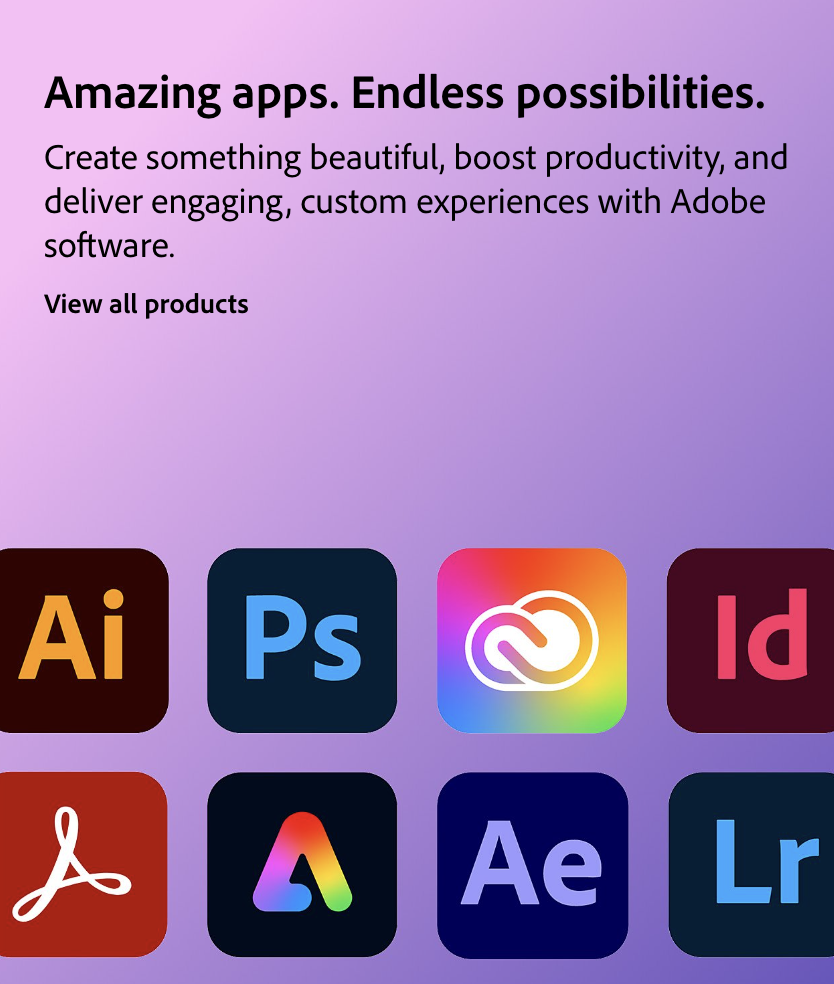 Amazing apps. Endless possibilities.
Create something beautiful, boost productivity, and
deliver engaging, custom experiences with Adobe
software.
View all products
Ai Ps Id
Ae Lr